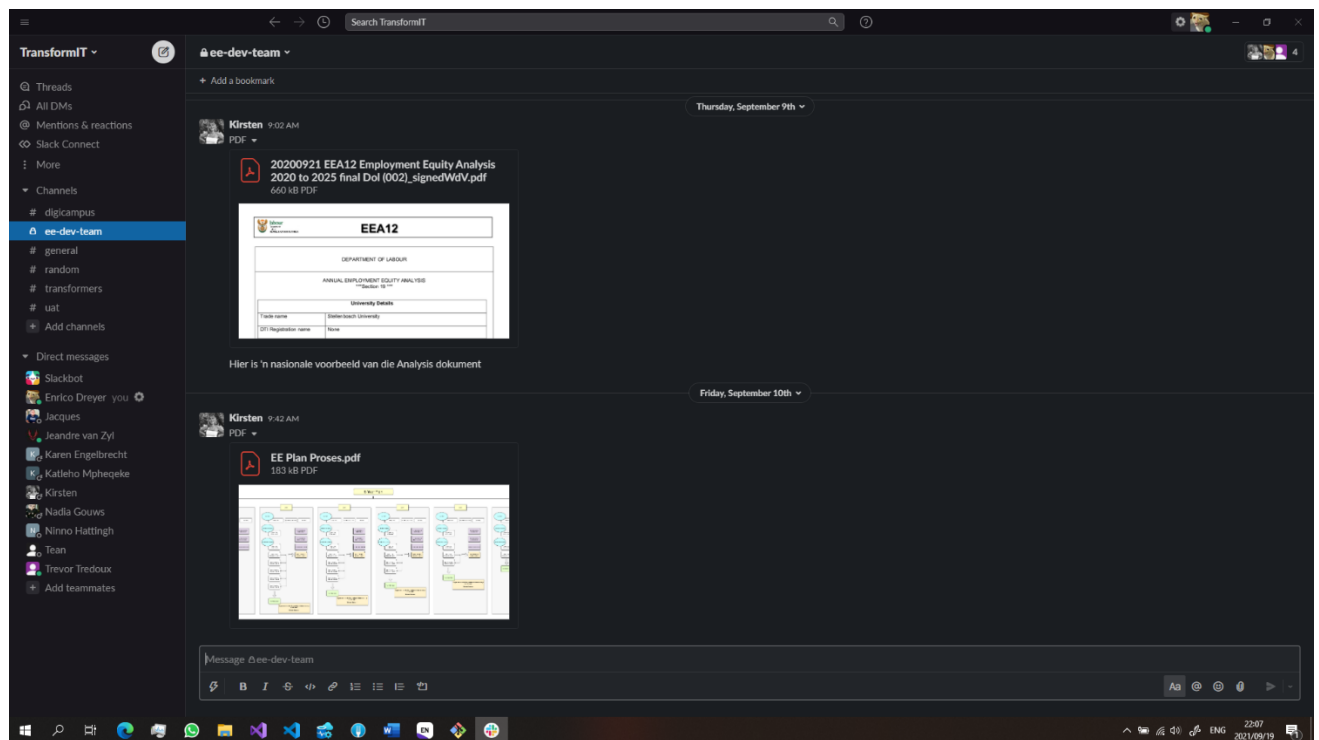 Search TransformIT
TransformIT
ee-dev-team
4
+ Add a bookmark
Threads
All DMs
Mentions & reactions
Slack Connect
More
Channels
# digicampus
ee-dev-team
# general
# random
# transformers
# uat
+ Add channels
Direct messages
Slackbot
Enrico Dreyer you
Jacques
Jeandre van Zyl
Karen Engelbrecht
Katleho Mpheqeke
Kirsten
Nadia Gouws
Ninno Hattingh
Tean
Trevor Tredoux
+ Add teammates
Thursday, September 9th
Kirsten 9:02 AM
PDF
20200921 EEA12 Employment Equity Analysis
2020 to 2025 final Dol (002)_signedWdV.pdf
660 kB PDF
EEA12
DEPARTMENT OF LABOUR
ANNUAL EMPLOYMENT EQUITY ANALYSIS
University Details
Trade name Stellenbosch University
DTI Registration name None
Hier is 'n nasionale voorbeeld van die Analysis dokument
Friday, September 10th
Kirsten 9:42 AM
PDF
EE Plan Proses.pdf
183 kB PDF
Message ee-dev-team
B I S
Aa @
ENG
22:07
2021/09/19